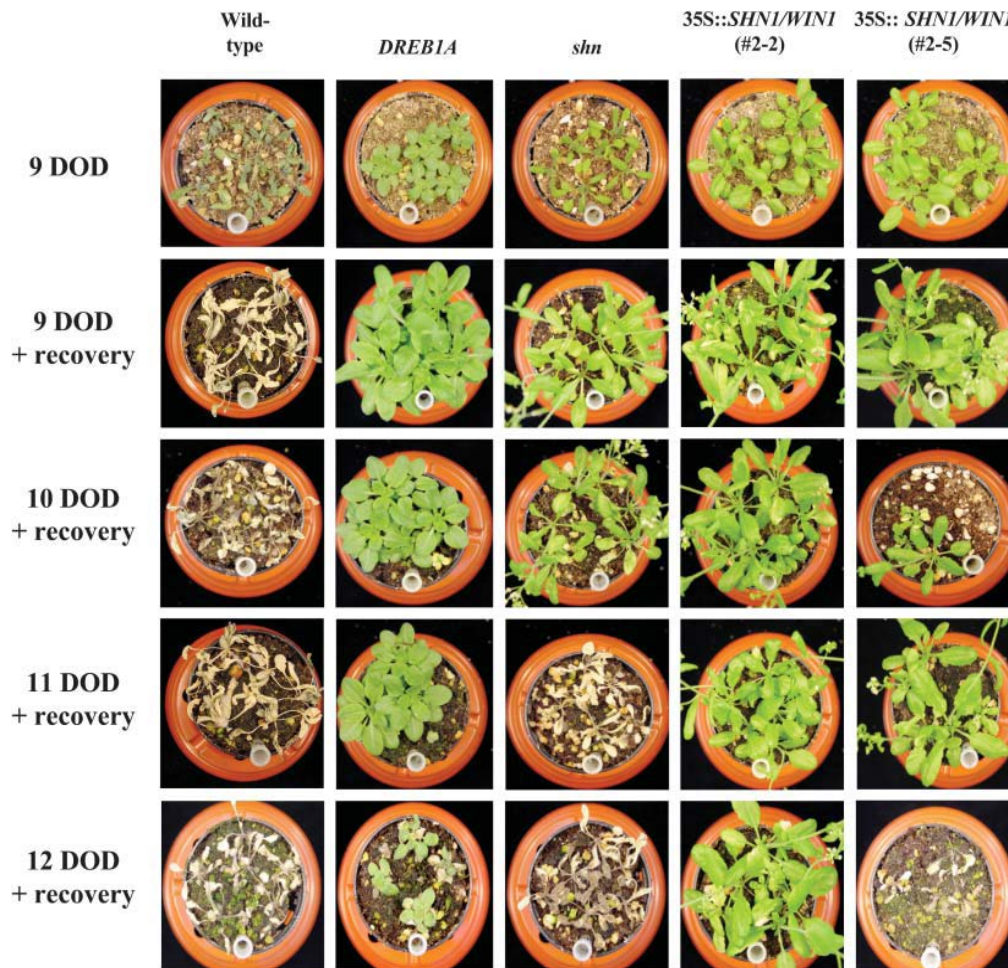 Wild-
type
DREB1A
shn
35S::SHN1/WIN1
(#2-2)
35S:: SHN1/WIN1
(#2-5)
9 DOD
9 DOD
+ recovery
10 DOD
+ recovery
11 DOD
+ recovery
12 DOD
+ recovery